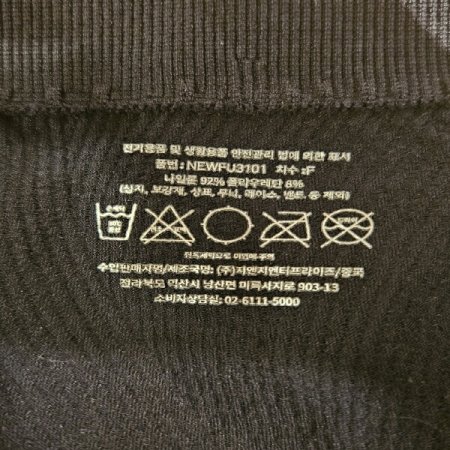 전기용품 및 생활용품 안전관리 법에 의한 표시
품번: NEWFU3101 치수: F
나일론 92% 폴리우레탄 8%
(심지, 보강재, 상표, 무늬, 레이스, 밴드 등 제외)
수입판매자명/제조국명: (주)지엔지엔터프라이즈/중국
전라북도 익산시 낭산면 미륵사지로 903-13
소비자상담실: 02-6111-5000